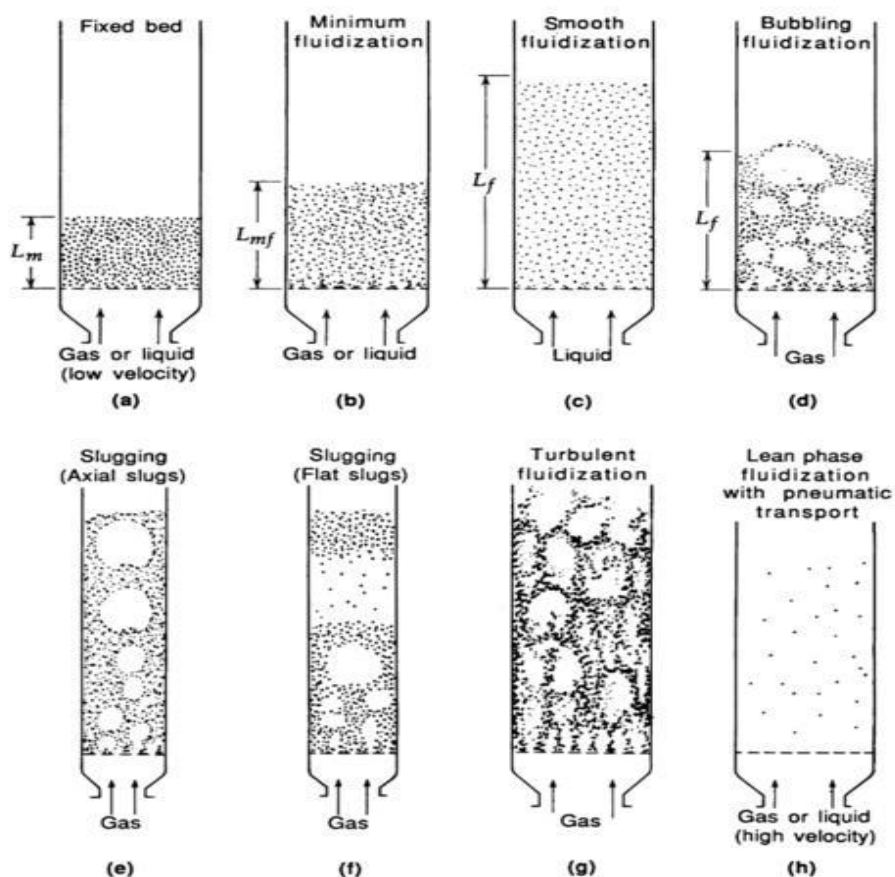 Fixed bed
L_m
Gas or liquid
(low velocity)
(a)
Minimum
fluidization
L_mf
Gas or liquid
(b)
Smooth
fluidization
L_f
Liquid
(c)
Bubbling
fluidization
L_f
Gas
(d)
Slugging
(Axial slugs)
Gas
(e)
Slugging
(Flat slugs)
Gas
(f)
Turbulent
fluidization
Gas
(g)
Lean phase
fluidization
with pneumatic
transport
Gas or liquid
(high velocity)
(h)